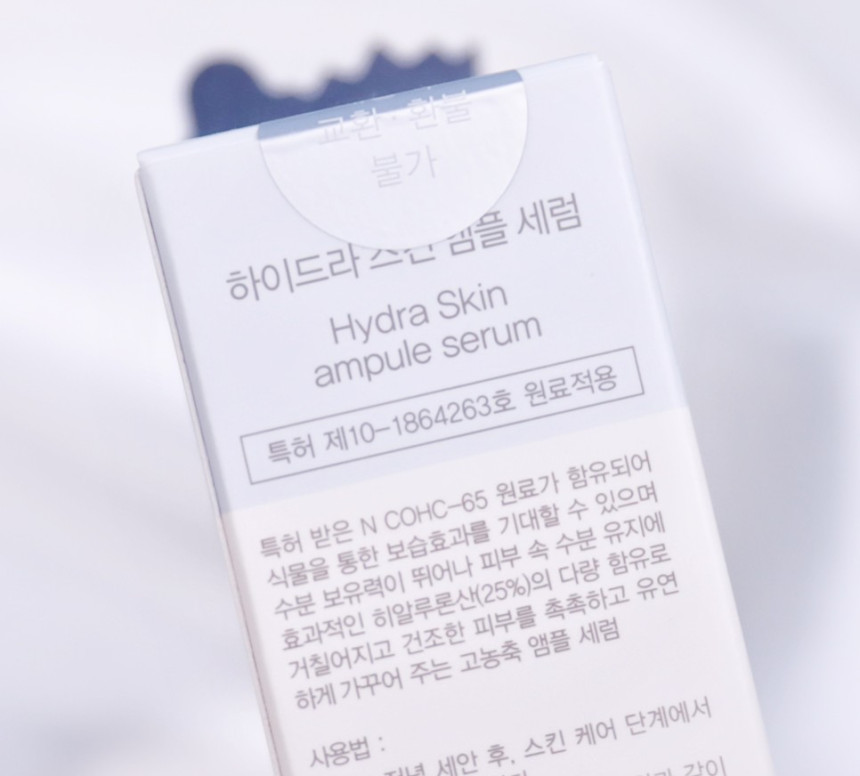 교환·환불
불가
하이드라 스킨 앰플 세럼
Hydra Skin
ampule serum
특허 제10-1864263호 원료적용
특허 받은 N COHC-65 원료가 함유되어
식물을 통한 보습효과를 기대할 수 있으며
수분 보유력이 뛰어나 피부 속 수분 유지에
효과적인 히알루론산(25%)의 다량 함유로
거칠어지고 건조한 피부를 촉촉하고 유연
하게 가꾸어 주는 고농축 앰플 세럼
사용법 :
저녁 세안 후, 스킨 케어 단계에서
같이